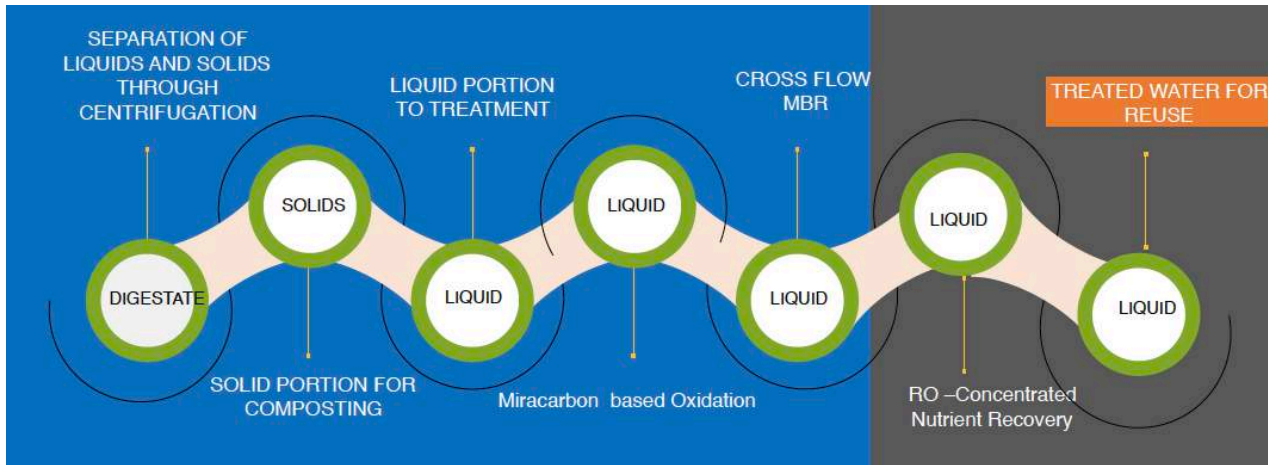 SEPARATION OF
LIQUIDS AND SOLIDS
THROUGH
CENTRIFUGATION
DIGESTATE
SOLIDS
SOLID PORTION FOR
COMPOSTING
LIQUID PORTION
TO TREATMENT
LIQUID
LIQUID
Miracarbon based Oxidation
CROSS FLOW
MBR
LIQUID
LIQUID
RO –Concentrated
Nutrient Recovery
TREATED WATER FOR
REUSE
LIQUID